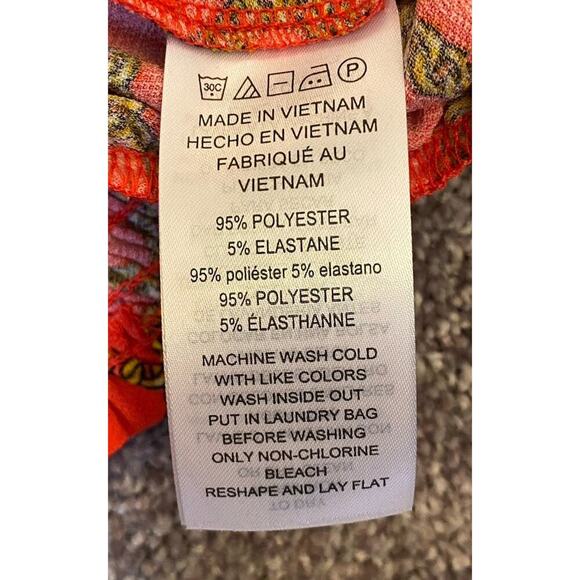 30C P
MADE IN VIETNAM
HECHO EN VIETNAM
FABRIQUÉ AU
VIETNAM
95% POLYESTER
5% ELASTANE
95% poliéster 5% elastano
95% POLYESTER
5% ÉLASTHANNE
MACHINE WASH COLD
WITH LIKE COLORS
WASH INSIDE OUT
PUT IN LAUNDRY BAG
BEFORE WASHING
ONLY NON-CHLORINE
BLEACH
RESHAPE AND LAY FLAT